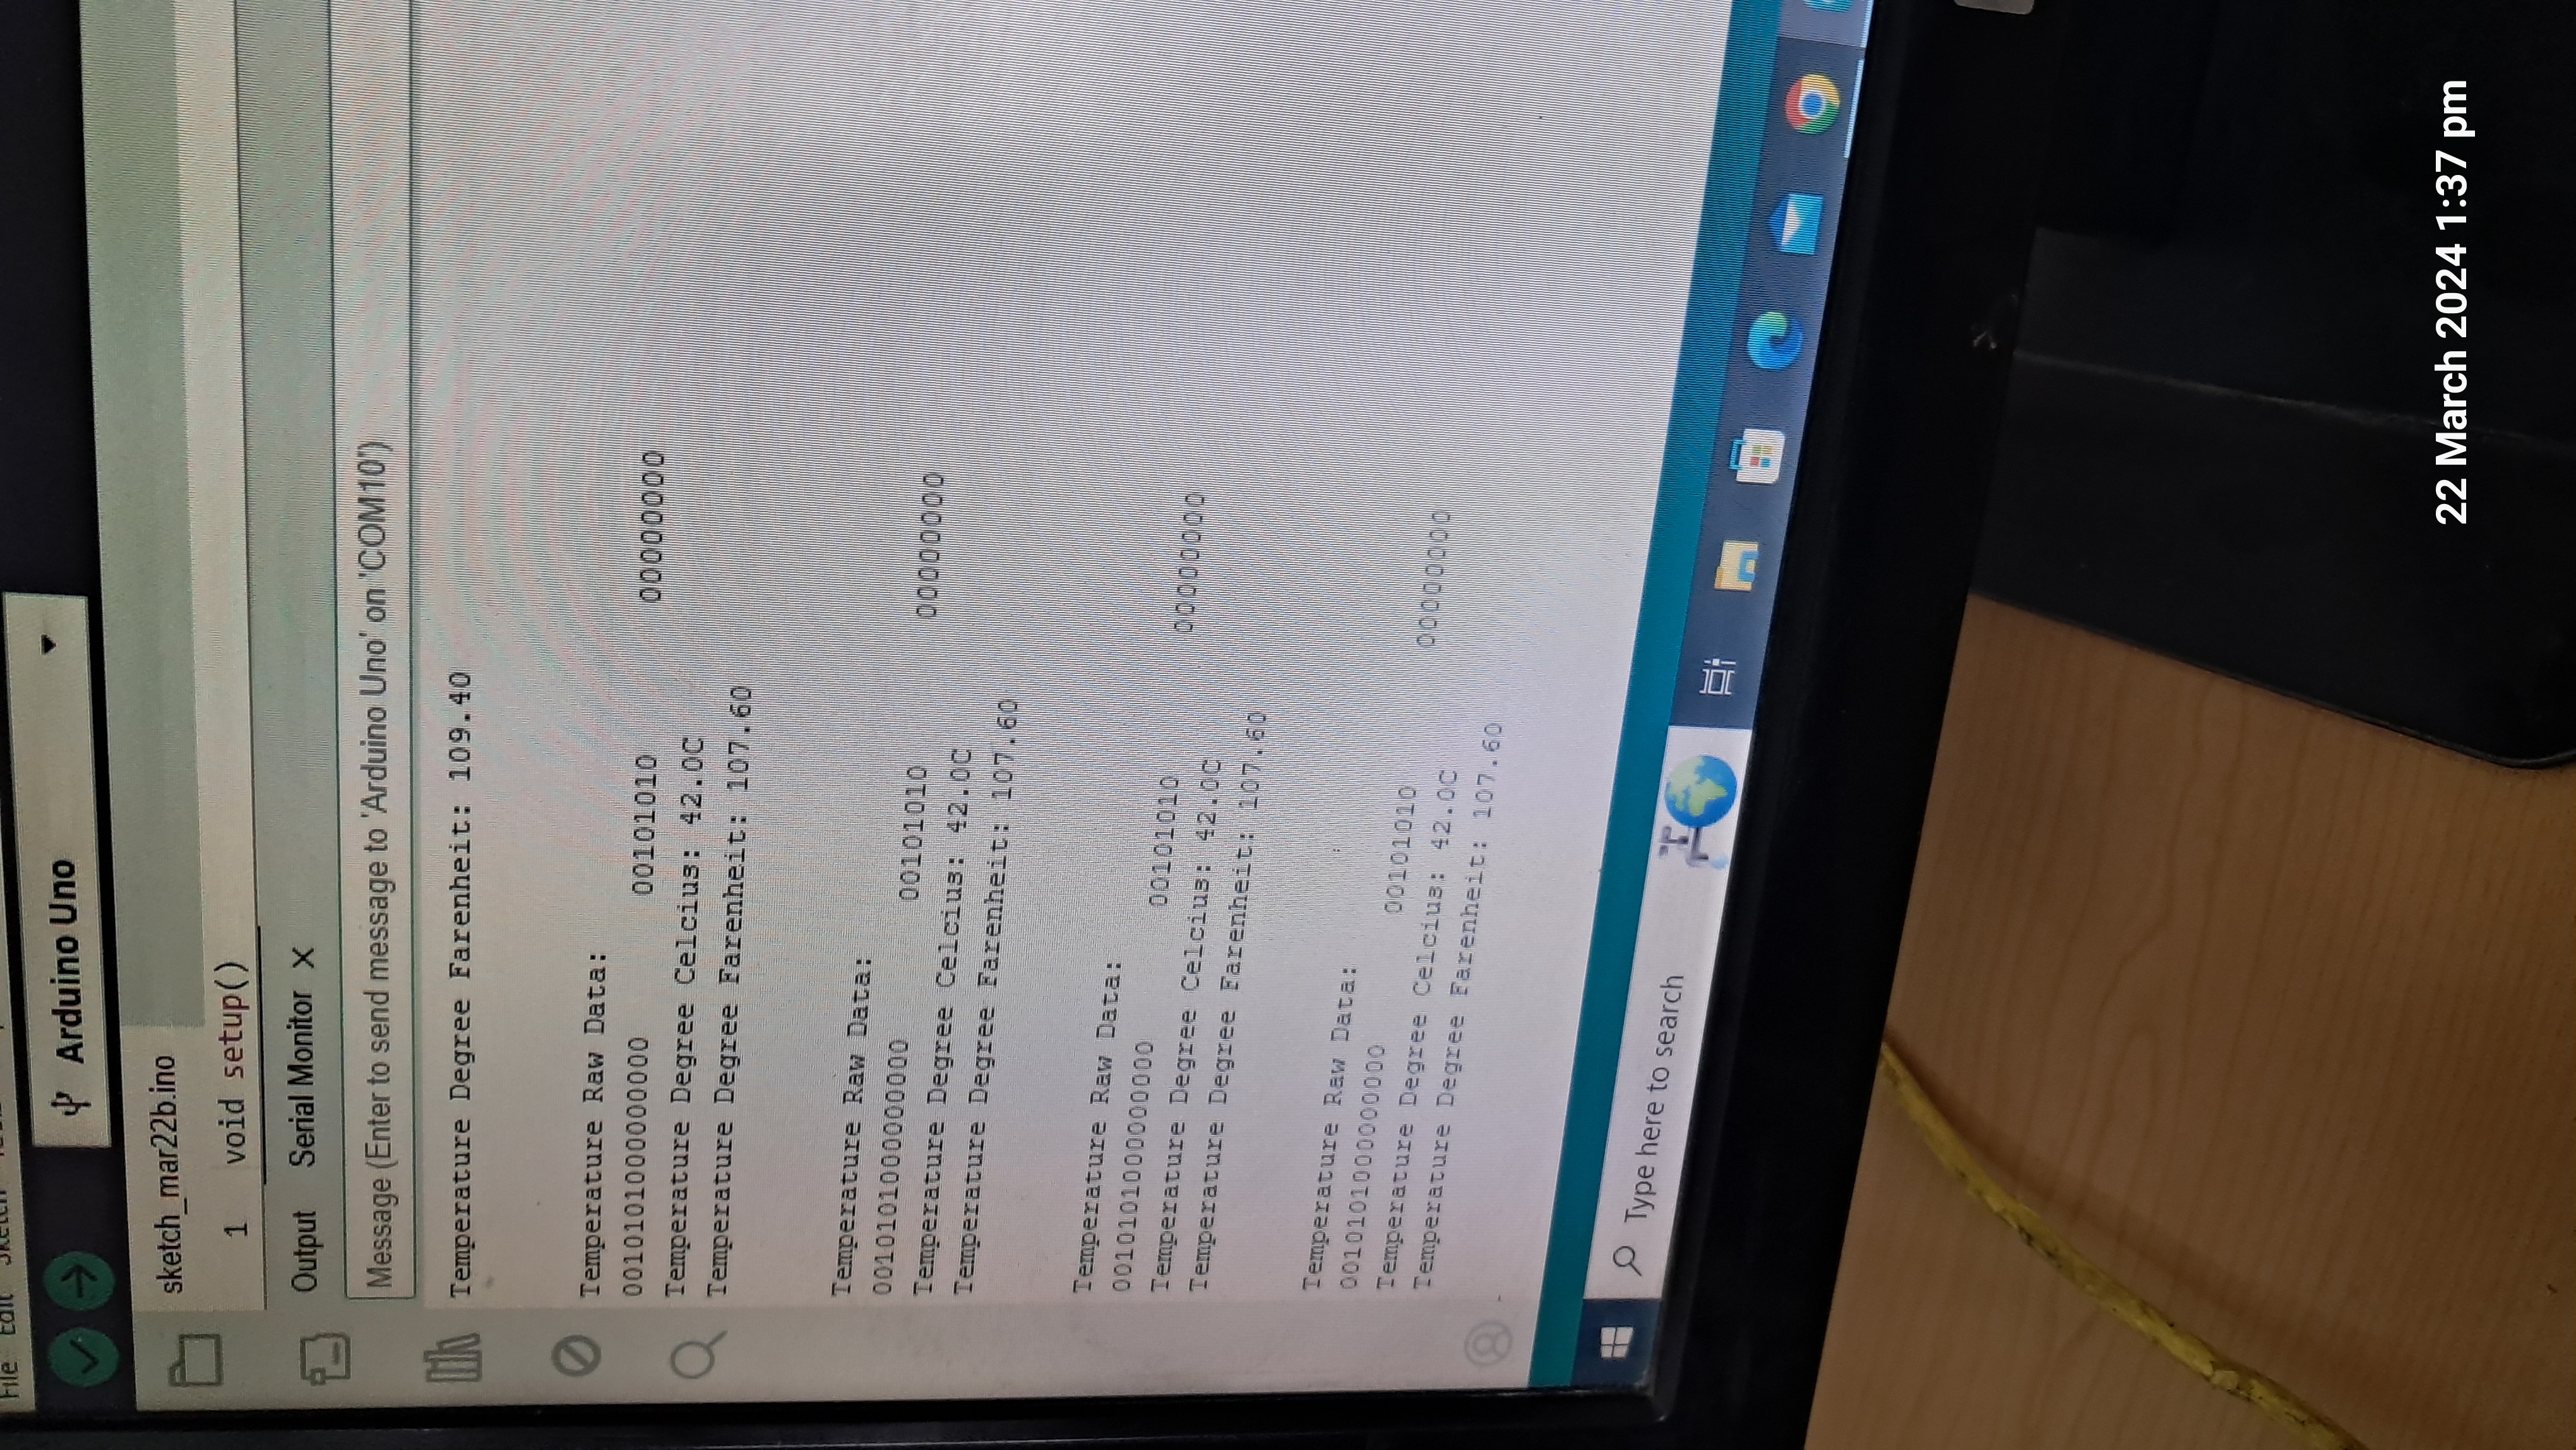 File Edit Sketch
Arduino Uno
sketch_mar22b.ino
1 void setup()
Output Serial Monitor X
Message (Enter to send message to 'Arduino Uno' on 'COM10')
Temperature Degree Farenheit: 109.40
Temperature Raw Data:
0010101000000000 00101010 00000000
Temperature Degree Celcius: 42.0C
Temperature Degree Farenheit: 107.60
Temperature Raw Data:
0010101000000000 00101010 00000000
Temperature Degree Celcius: 42.0C
Temperature Degree Farenheit: 107.60
Temperature Raw Data:
0010101000000000 00101010 00000000
Temperature Degree Celcius: 42.0C
Temperature Degree Farenheit: 107.60
Temperature Raw Data:
0010101000000000 00101010 00000000
Temperature Degree Celcius: 42.0C
Temperature Degree Farenheit: 107.60
Type here to search
22 March 2024 1:37 pm